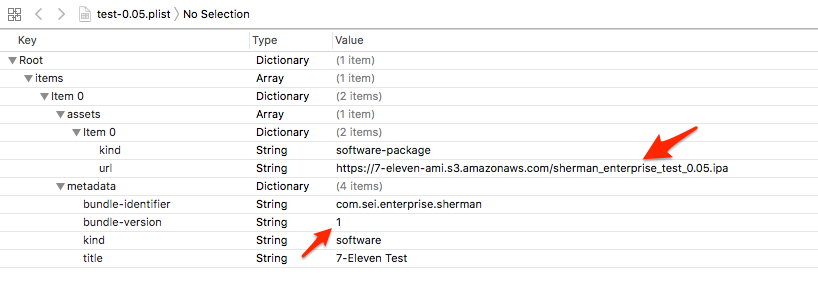 test-0.05.plist No Selection
Key Type Value
Root Dictionary (1 item)
items Array (1 item)
Item 0 Dictionary (2 items)
assets Array (1 item)
Item 0 Dictionary (2 items)
kind String software-package
url String https://7-eleven-ami.s3.amazonaws.com/sherman_enterprise_test_0.05.ipa
metadata Dictionary (4 items)
bundle-identifier String com.sei.enterprise.sherman
bundle-version String 1
kind String software
title String 7-Eleven Test